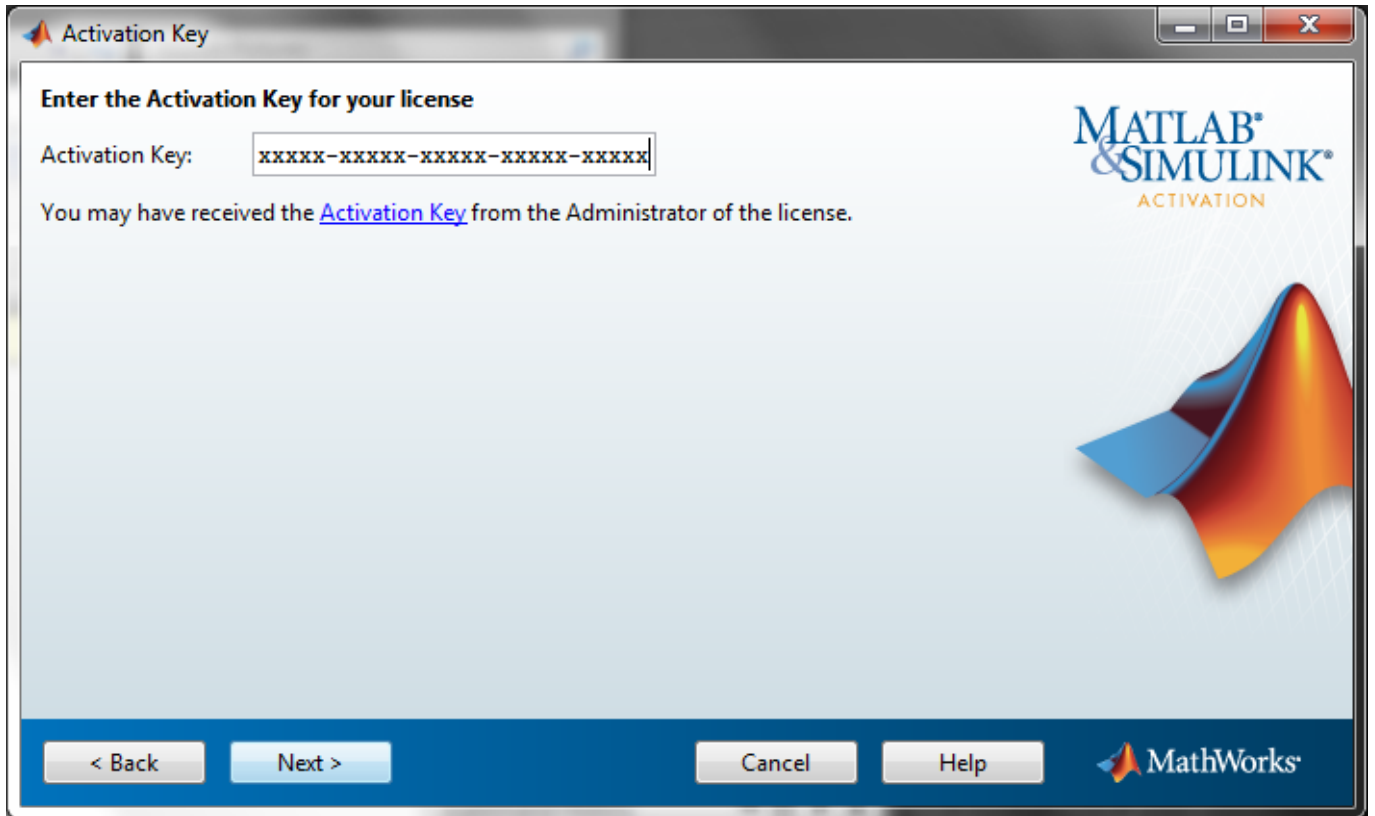 Activation Key
Enter the Activation Key for your license
Activation Key: xxxxx-xxxxx-xxxxx-xxxxx-xxxxx
You may have received the Activation Key from the Administrator of the license.
MATLAB®
&SIMULINK®
ACTIVATION
< Back Next > Cancel Help MathWorks®